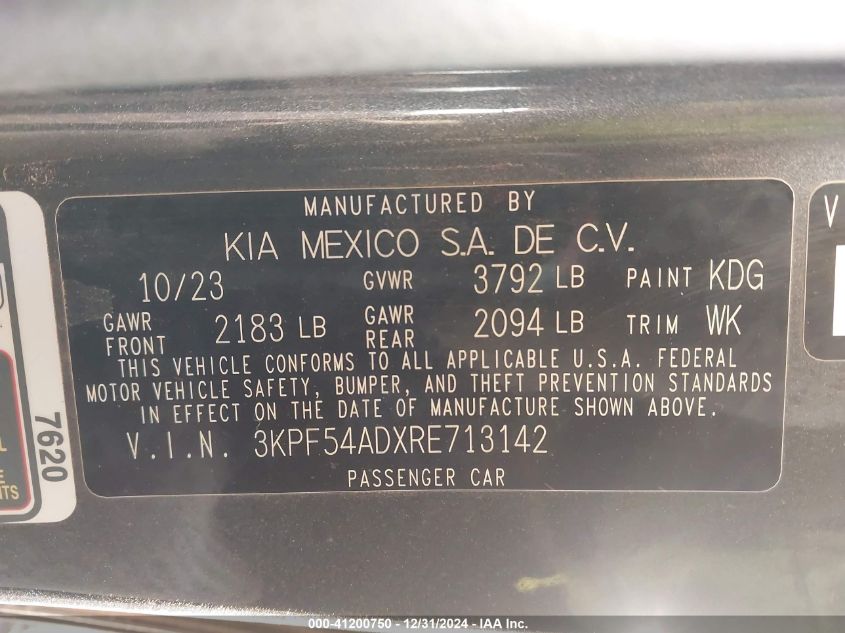 MANUFACTURED BY
KIA MEXICO S.A. DE C.V.
10/23 GVWR 3792 LB PAINT KDG
GAWR FRONT 2183 LB GAWR REAR 2094 LB TRIM WK
THIS VEHICLE CONFORMS TO ALL APPLICABLE U.S.A. FEDERAL
MOTOR VEHICLE SAFETY, BUMPER, AND THEFT PREVENTION STANDARDS
IN EFFECT ON THE DATE OF MANUFACTURE SHOWN ABOVE.
V.I.N. 3KPF54ADXRE713142
PASSENGER CAR
7620
V
000-41200750 - 12/31/2024 - IAA Inc.